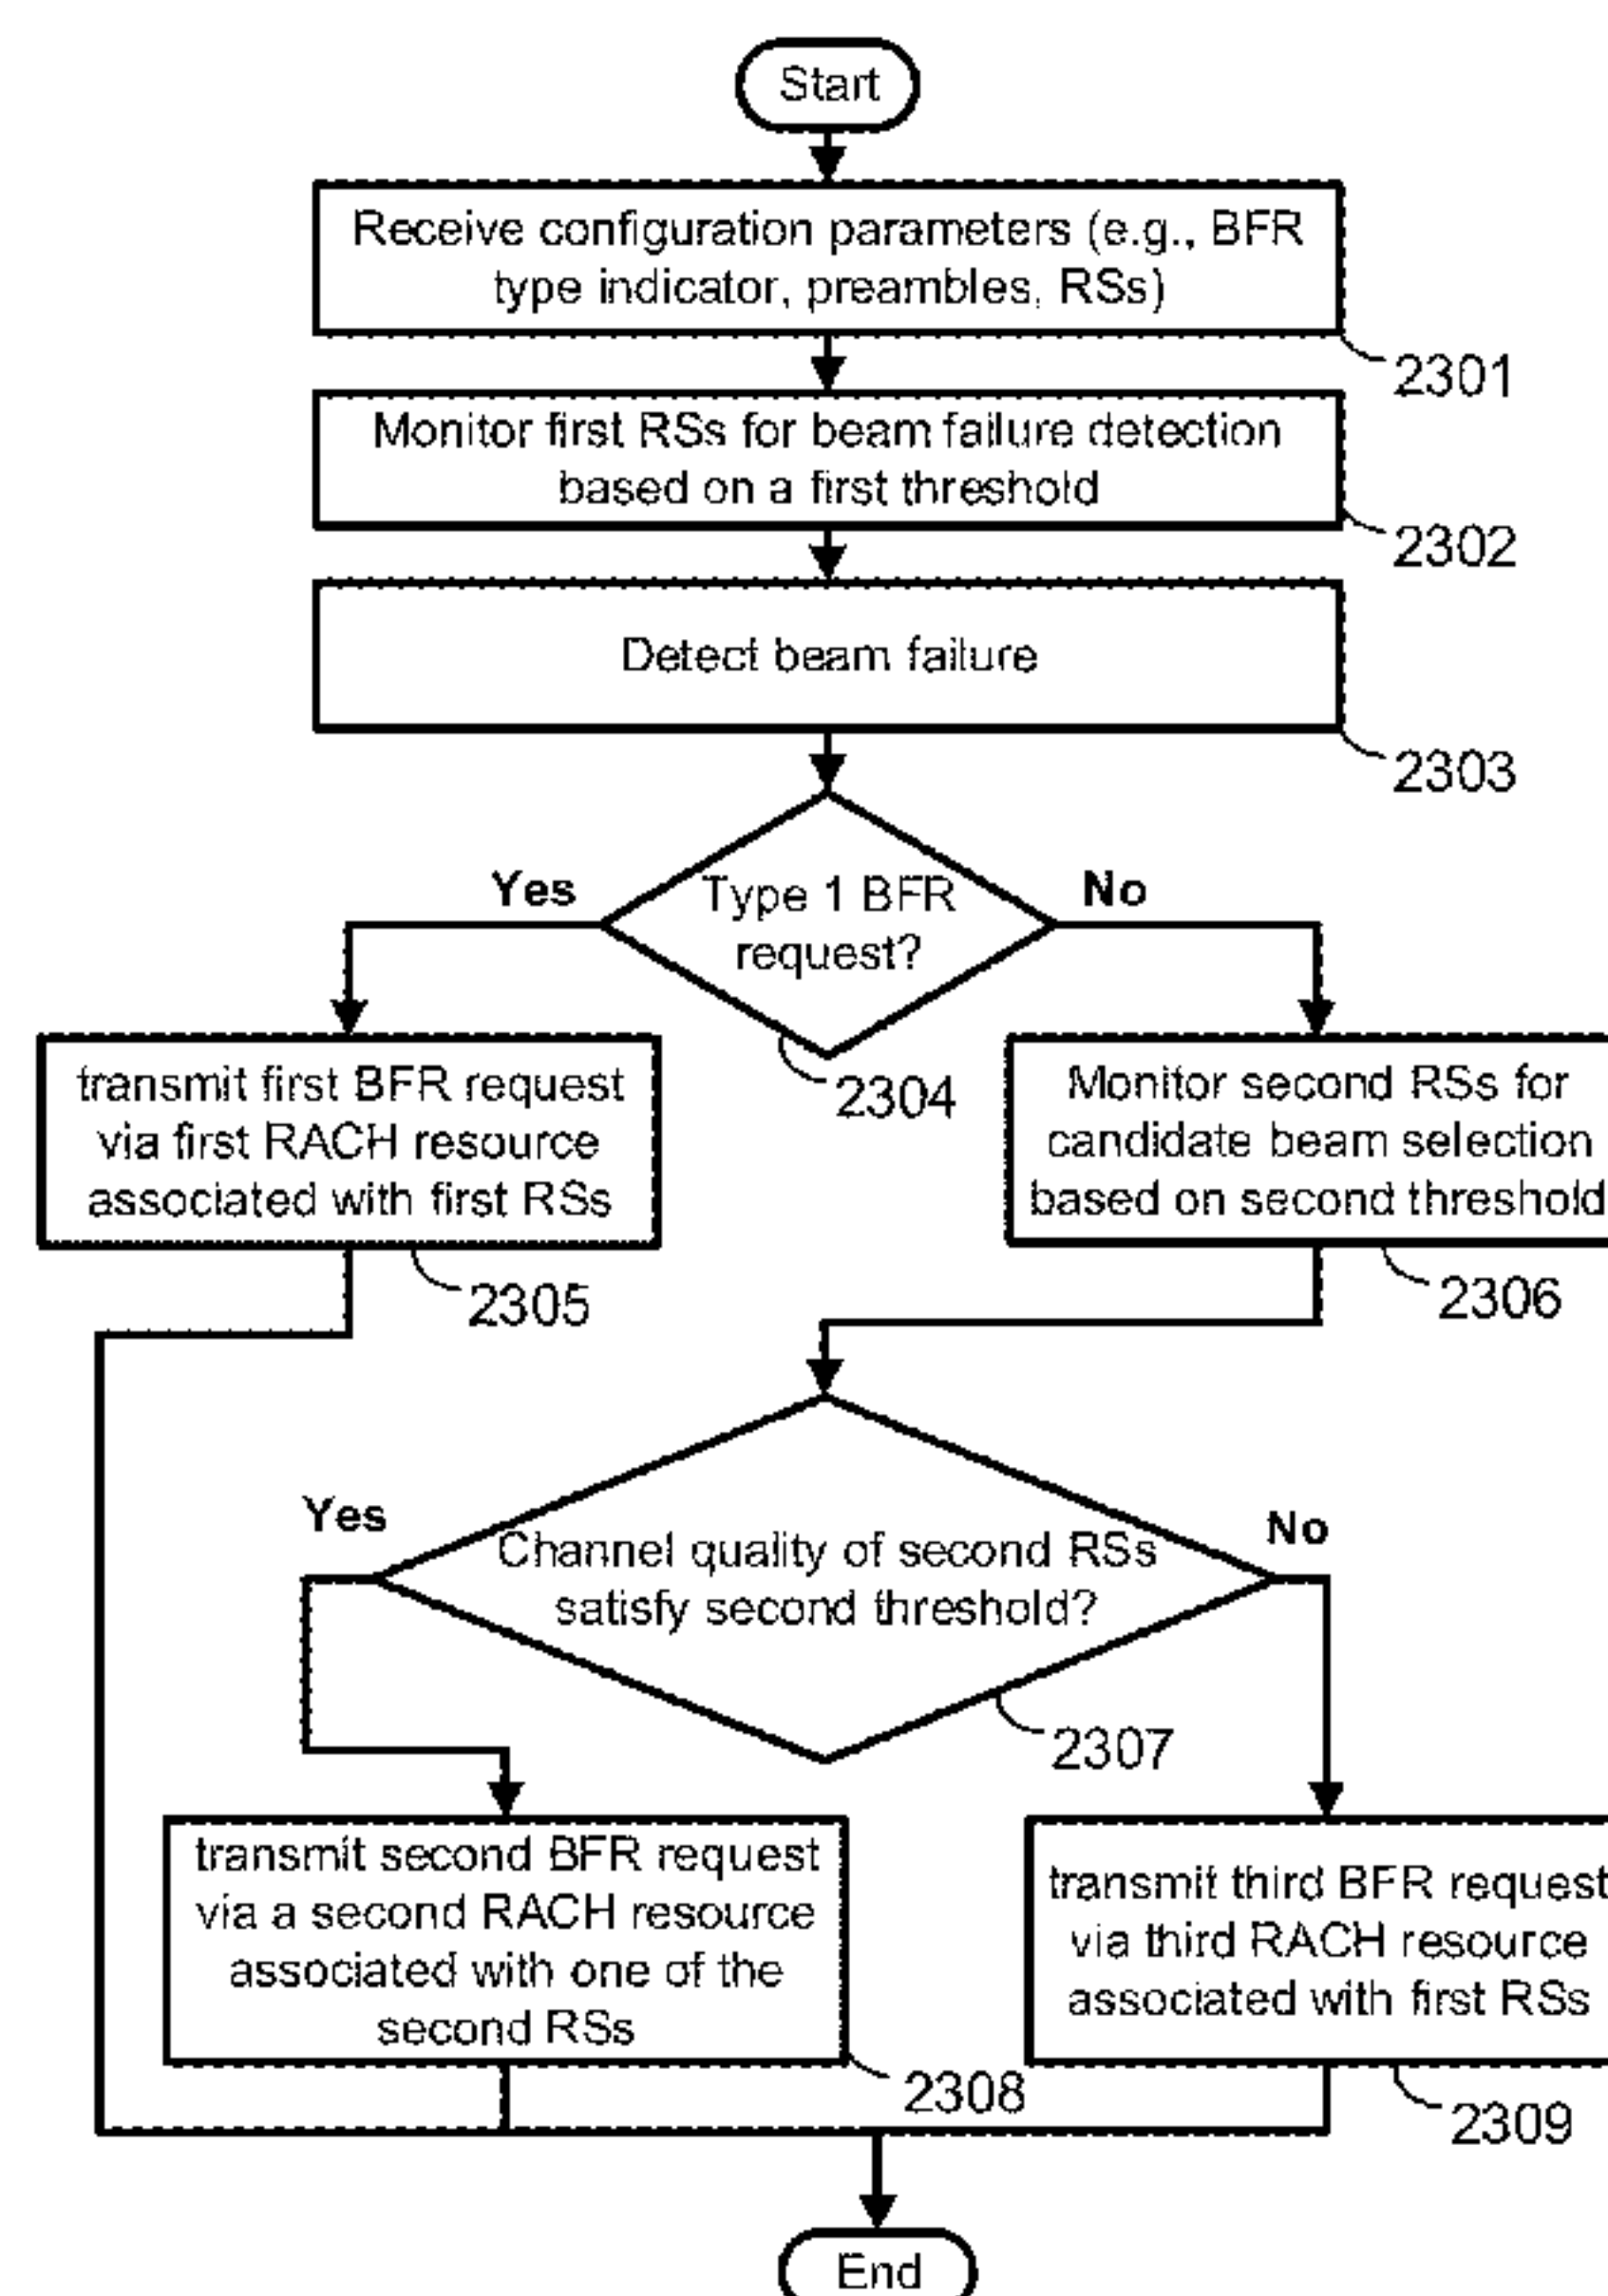 Start
Receive configuration parameters (e.g., BFR
type indicator, preambles, RSs)
2301
Monitor first RSs for beam failure detection
based on a first threshold
2302
Detect beam failure
2303
Type 1 BFR
request?
Yes
No
2304
transmit first BFR request
via first RACH resource
associated with first RSs
2305
Monitor second RSs for
candidate beam selection
based on second threshold
2306
Channel quality of second RSs
satisfy second threshold?
Yes
No
2307
transmit second BFR request
via a second RACH resource
associated with one of the
second RSs
2308
transmit third BFR request
via third RACH resource
associated with first RSs
2309
End